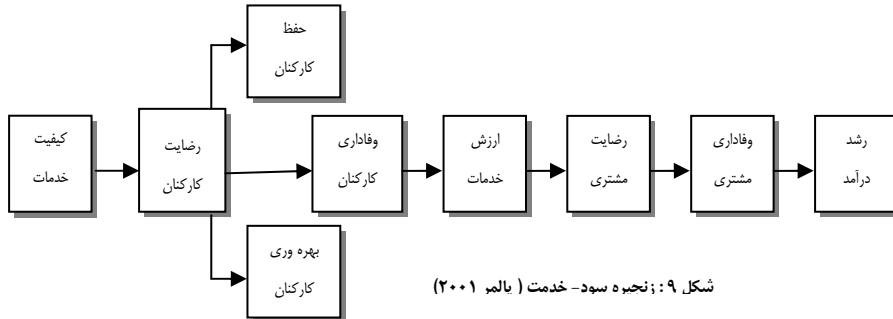 حفظ
کارکنان
کیفیت
خدمات
رضایت
کارکنان
وفاداری
کارکنان
ارزش
خدمات
رضایت
مشتری
وفاداری
مشتری
رشد
درآمد
بهره وری
کارکنان
شکل ۹ : زنجیره سود- خدمت ( پالمر ۲۰۰۱)